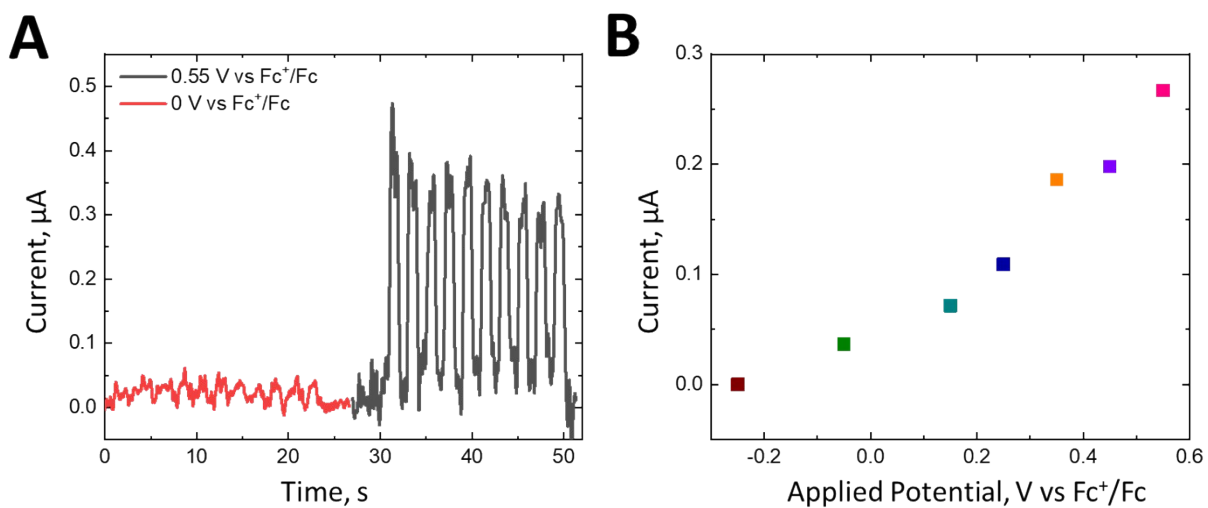 A
0.55 V vs Fc⁺/Fc
0 V vs Fc⁺/Fc
0.5
0.4
0.3
0.2
0.1
0.0
Current, µA
0
10
20
30
40
50
Time, s
B
0.3
0.2
0.1
0.0
Current, µA
-0.2
0.0
0.2
0.4
0.6
Applied Potential, V vs Fc⁺/Fc